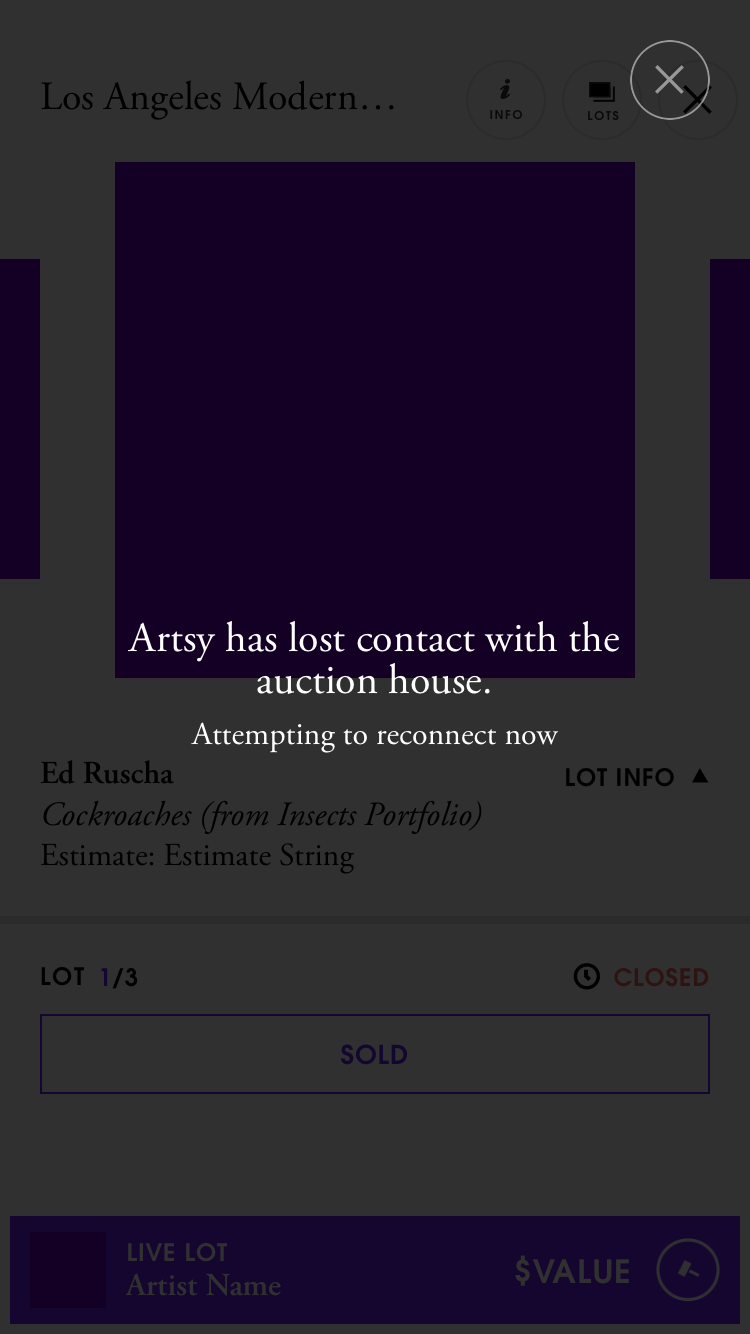 Los Angeles Modern…
INFO
LOTS
Artsy has lost contact with the
auction house.
Attempting to reconnect now
Ed Ruscha
LOT INFO
Cockroaches (from Insects Portfolio)
Estimate: Estimate String
LOT 1/3
CLOSED
SOLD
LIVE LOT
Artist Name
$VALUE